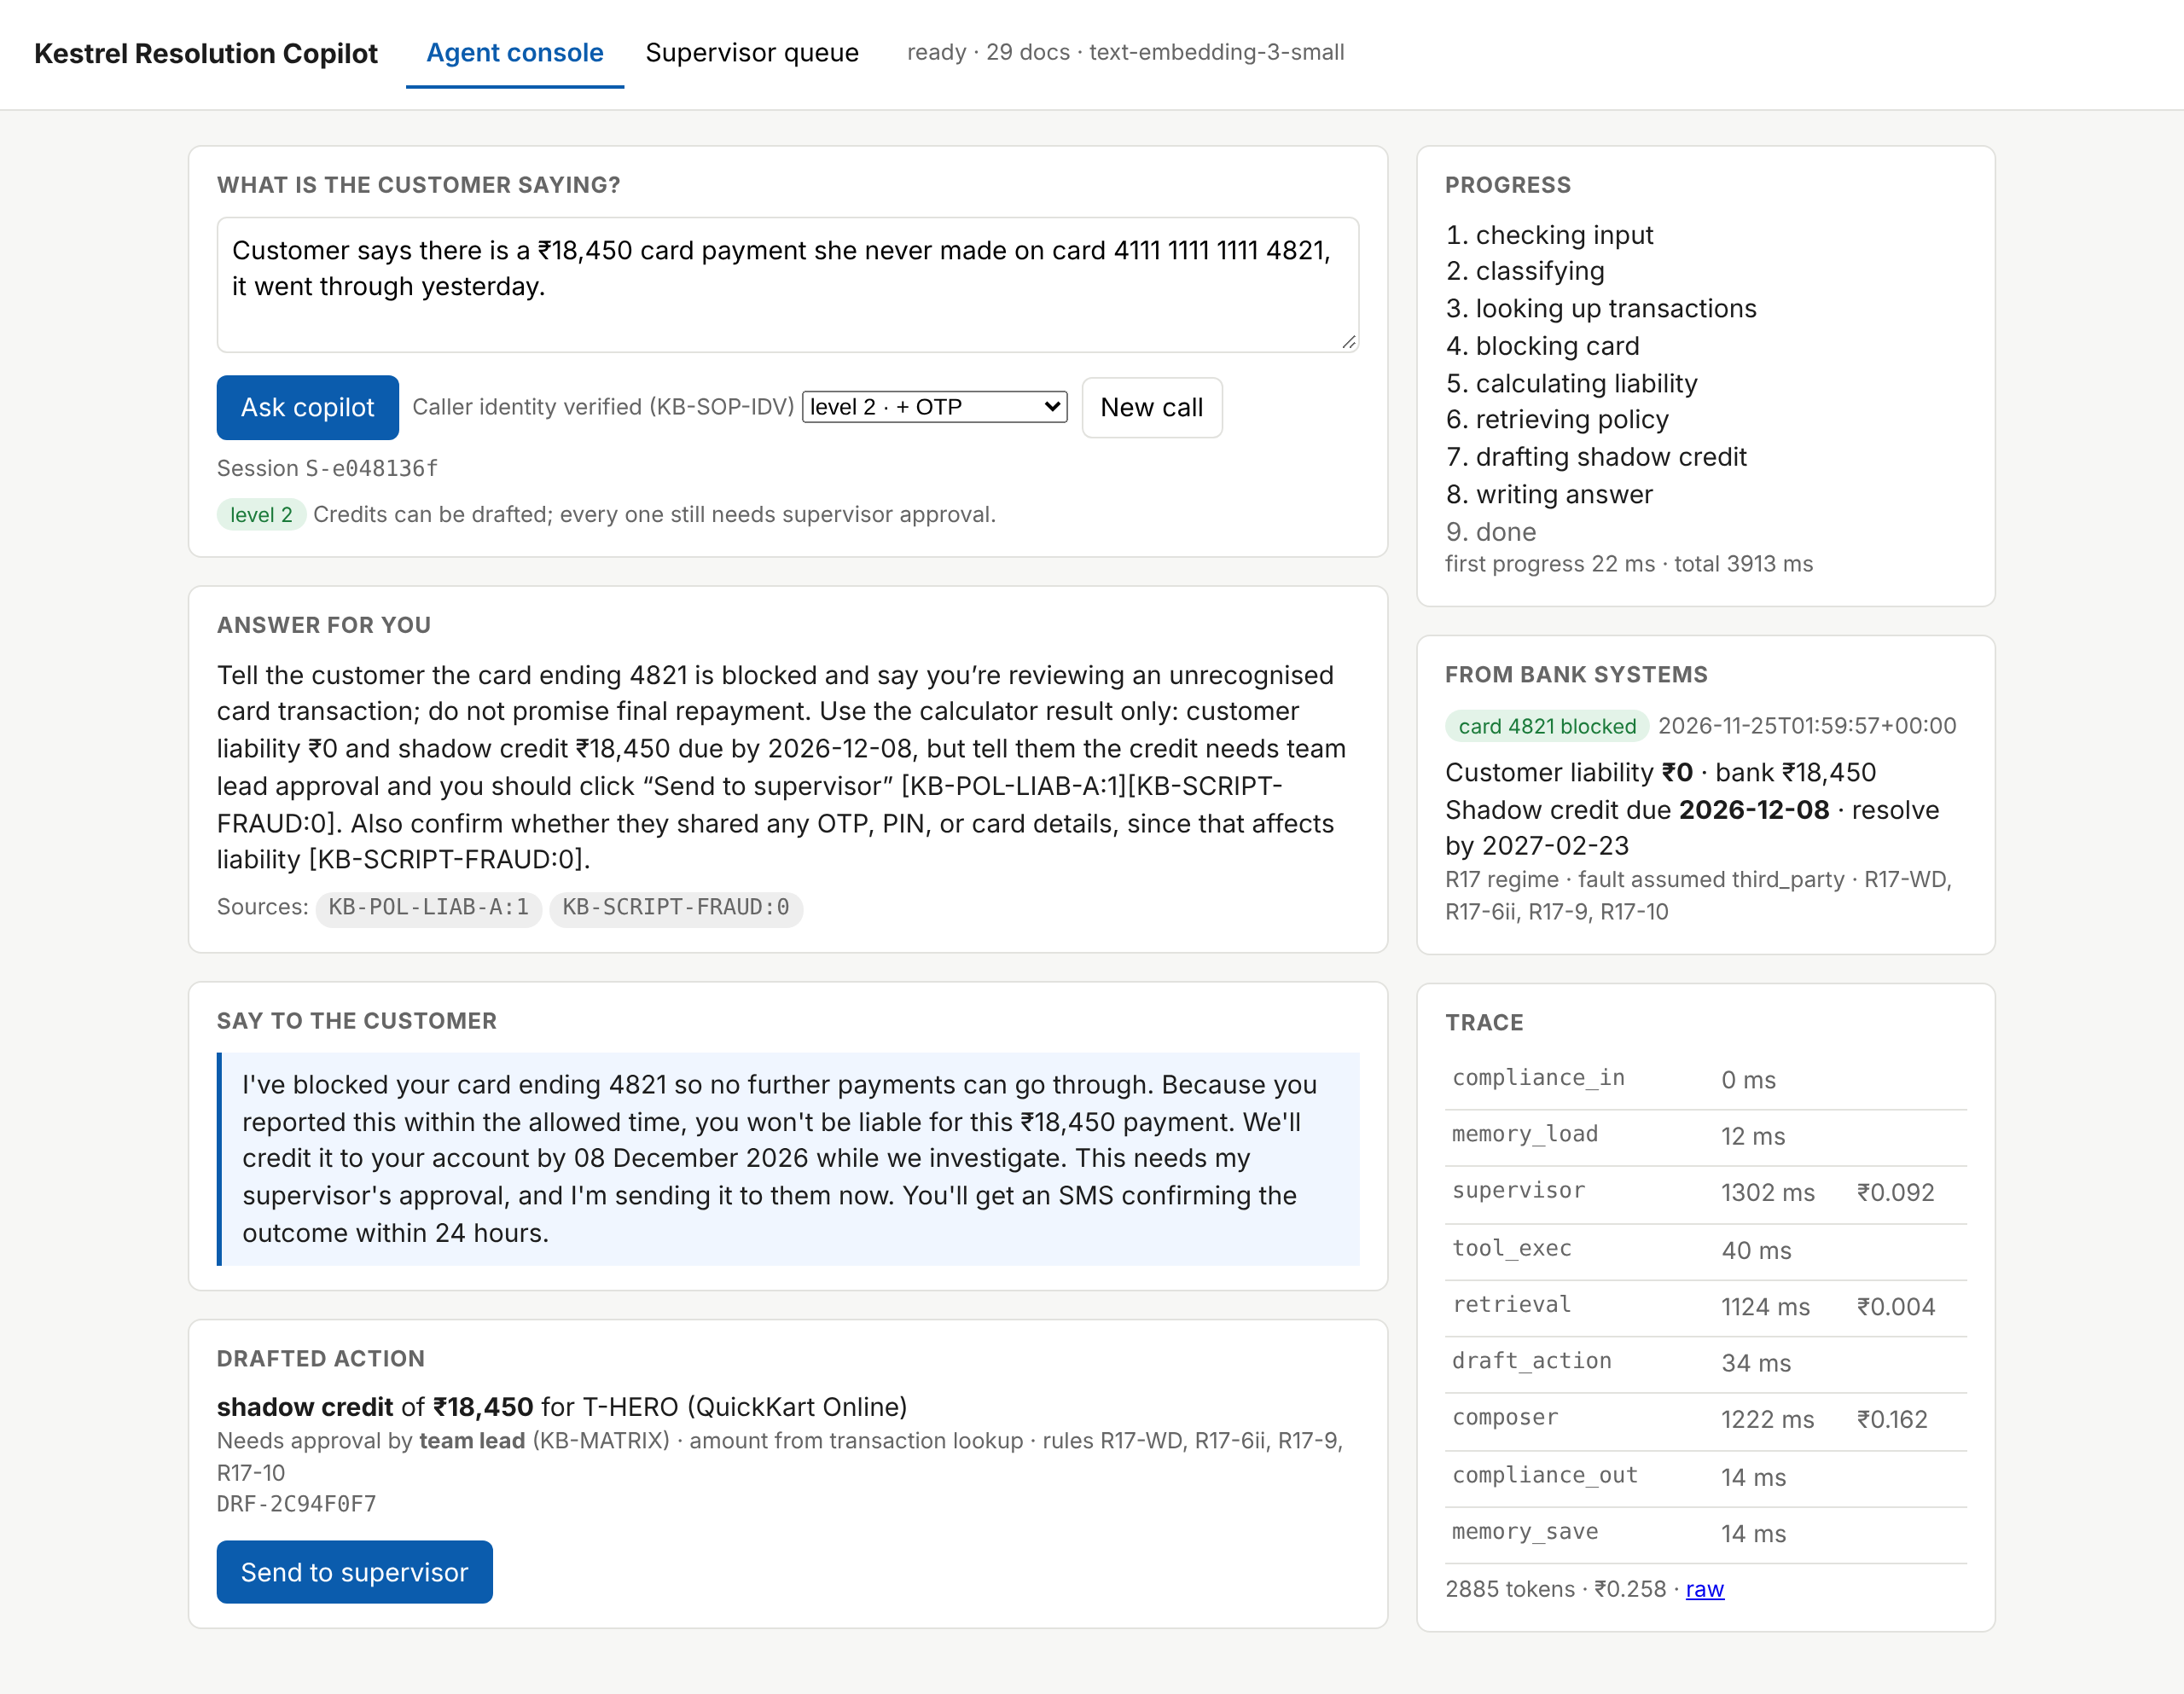 Kestrel Resolution Copilot Agent console Supervisor queue ready · 29 docs · text-embedding-3-small
WHAT IS THE CUSTOMER SAYING?
Customer says there is a ₹18,450 card payment she never made on card 4111 1111 1111 4821,
it went through yesterday.
Ask copilot Caller identity verified (KB-SOP-IDV) level 2 · + OTP New call
Session S-e048136f
level 2 Credits can be drafted; every one still needs supervisor approval.
ANSWER FOR YOU
Tell the customer the card ending 4821 is blocked and say you’re reviewing an unrecognised
card transaction; do not promise final repayment. Use the calculator result only: customer
liability ₹0 and shadow credit ₹18,450 due by 2026-12-08, but tell them the credit needs team
lead approval and you should click “Send to supervisor” [KB-POL-LIAB-A:1][KB-SCRIPT-
FRAUD:0]. Also confirm whether they shared any OTP, PIN, or card details, since that affects
liability [KB-SCRIPT-FRAUD:0].
Sources: KB-POL-LIAB-A:1 KB-SCRIPT-FRAUD:0
SAY TO THE CUSTOMER
I've blocked your card ending 4821 so no further payments can go through. Because you
reported this within the allowed time, you won't be liable for this ₹18,450 payment. We'll
credit it to your account by 08 December 2026 while we investigate. This needs my
supervisor's approval, and I'm sending it to them now. You'll get an SMS confirming the
outcome within 24 hours.
DRAFTED ACTION
shadow credit of ₹18,450 for T-HERO (QuickKart Online)
Needs approval by team lead (KB-MATRIX) · amount from transaction lookup · rules R17-WD, R17-6ii, R17-9,
R17-10
DRF-2C94F0F7
Send to supervisor
PROGRESS
1. checking input
2. classifying
3. looking up transactions
4. blocking card
5. calculating liability
6. retrieving policy
7. drafting shadow credit
8. writing answer
9. done
first progress 22 ms · total 3913 ms
FROM BANK SYSTEMS
card 4821 blocked 2026-11-25T01:59:57+00:00
Customer liability ₹0 · bank ₹18,450
Shadow credit due 2026-12-08 · resolve
by 2027-02-23
R17 regime · fault assumed third_party · R17-WD,
R17-6ii, R17-9, R17-10
TRACE
compliance_in 0 ms
memory_load 12 ms
supervisor 1302 ms ₹0.092
tool_exec 40 ms
retrieval 1124 ms ₹0.004
draft_action 34 ms
composer 1222 ms ₹0.162
compliance_out 14 ms
memory_save 14 ms
2885 tokens · ₹0.258 · raw